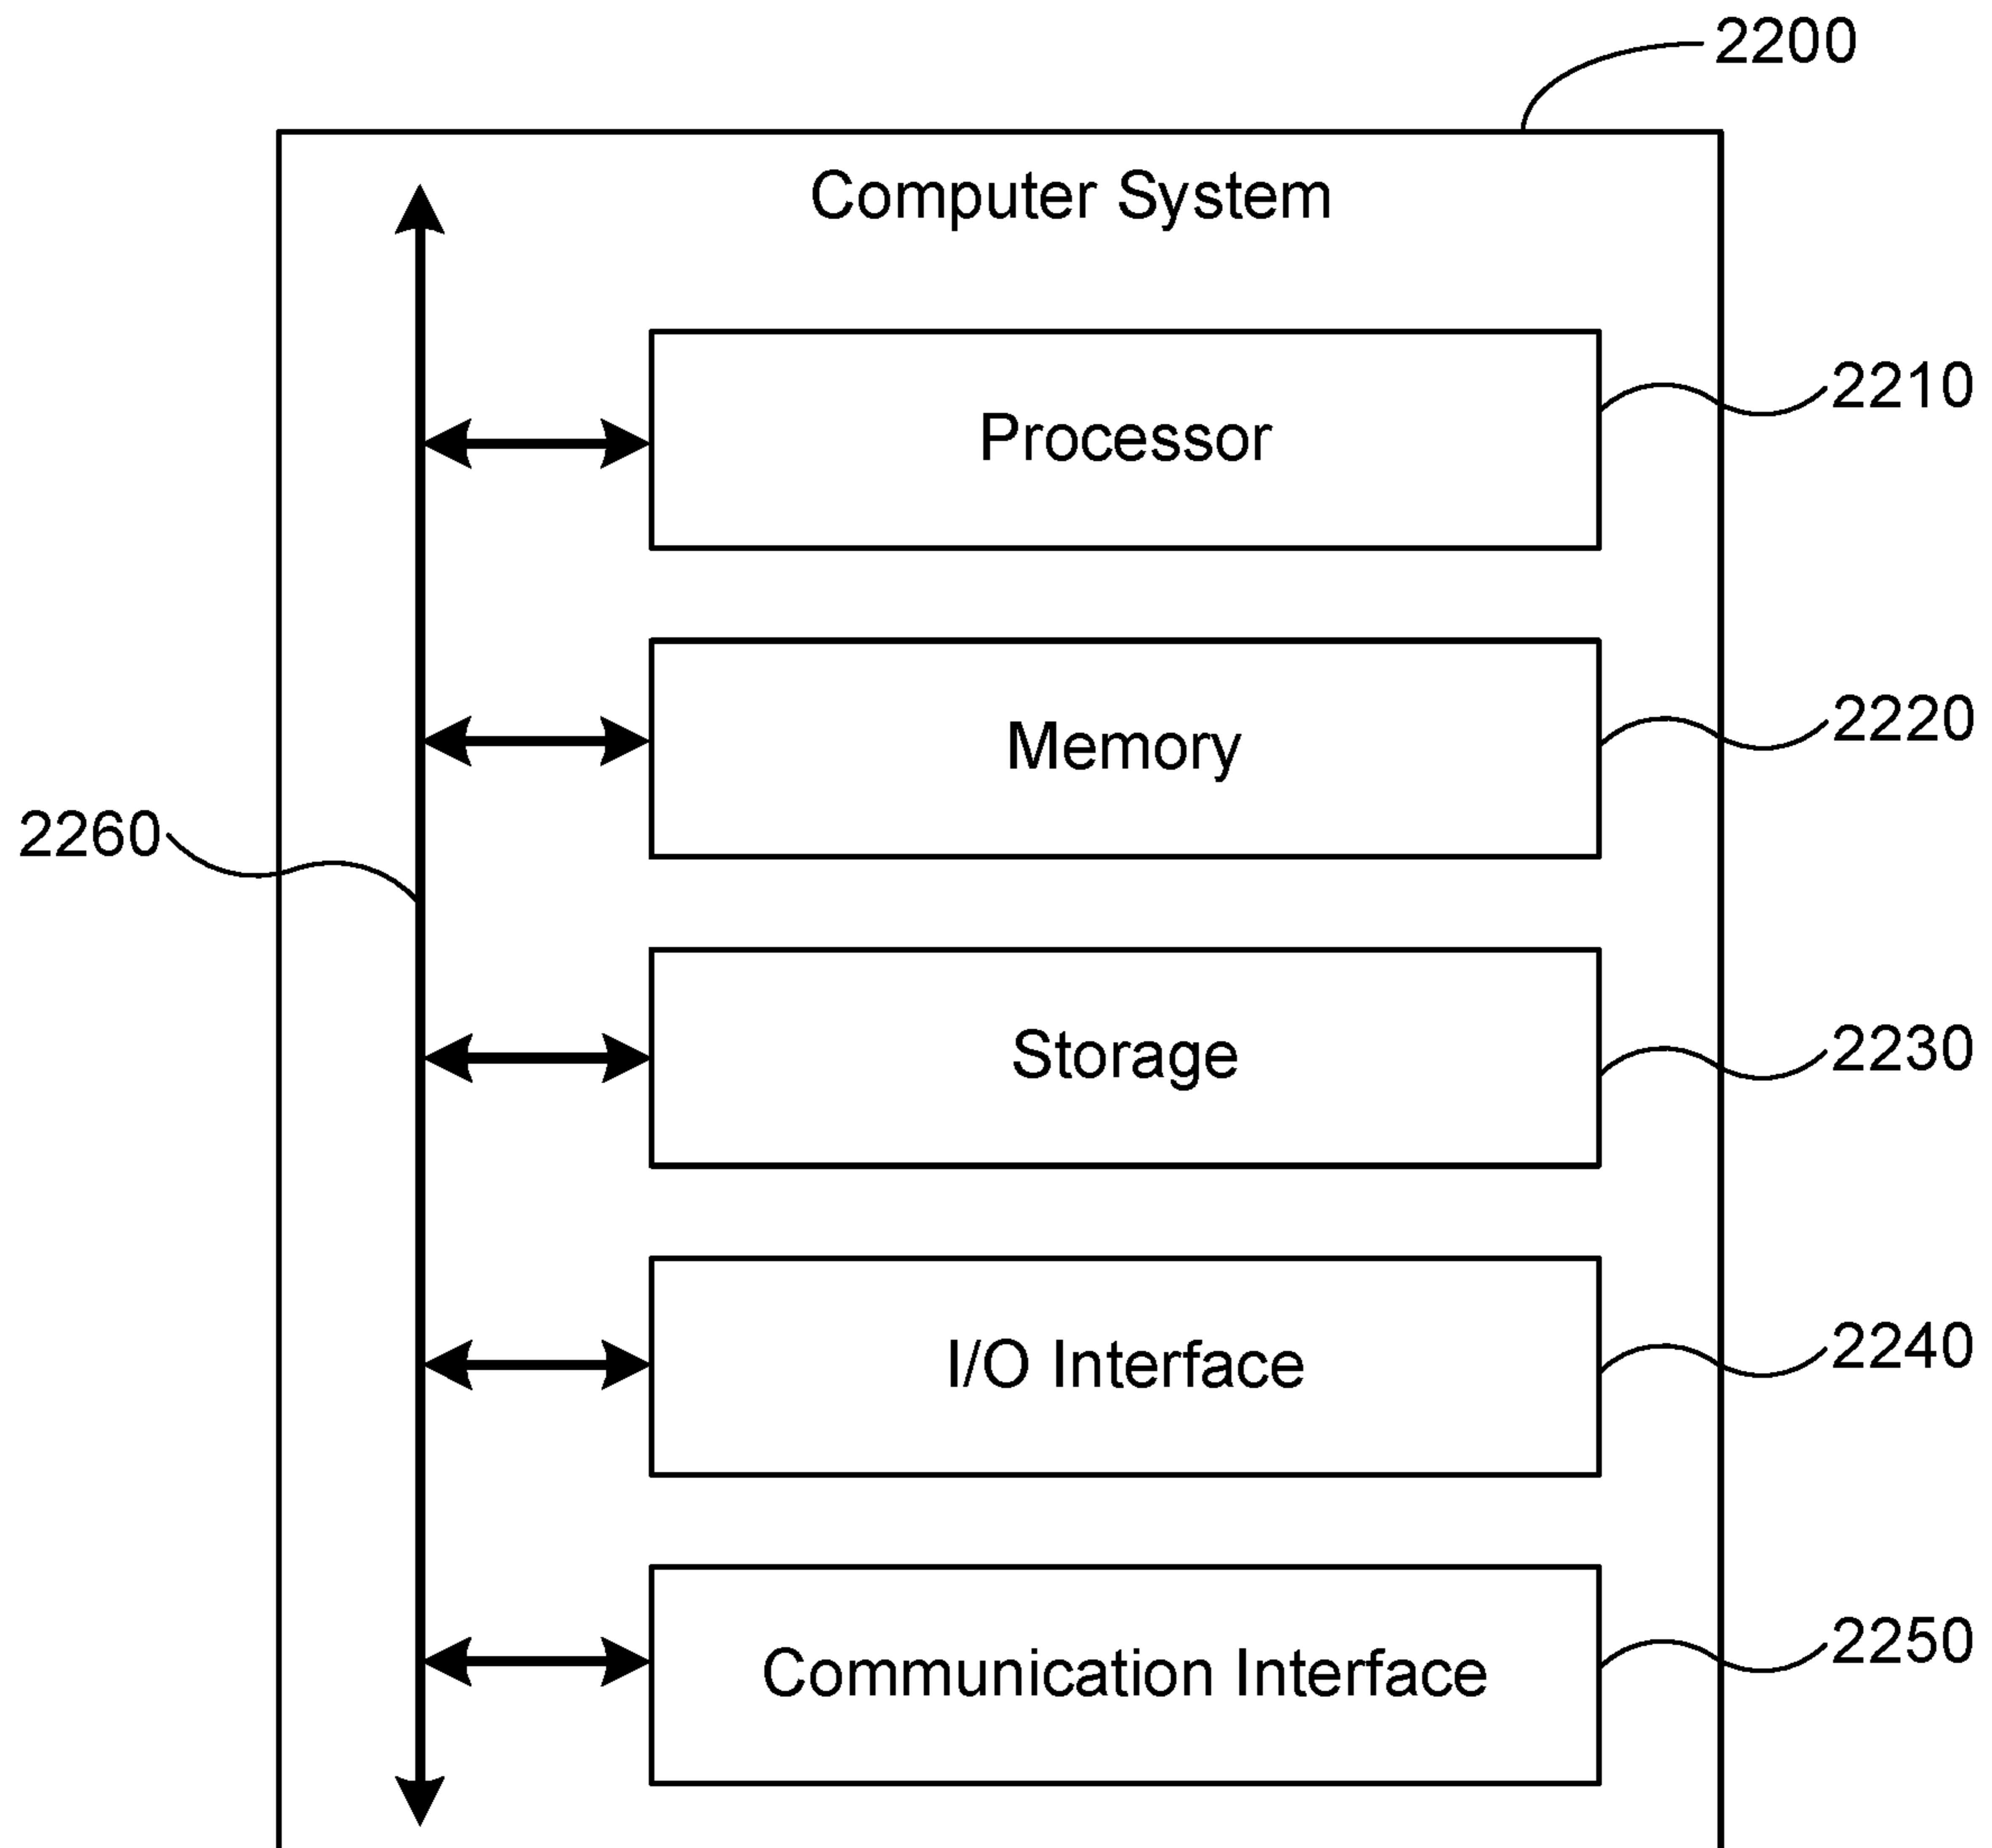 2200
Computer System
Processor
2210
Memory
2220
2260
Storage
2230
I/O Interface
2240
Communication Interface
2250